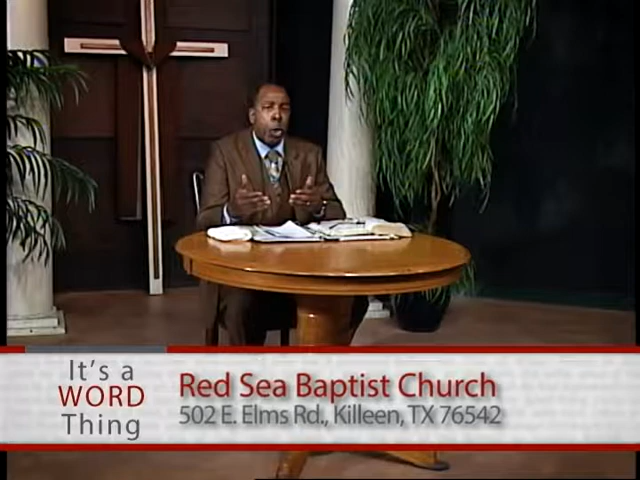 It's a
WORD
Thing
Red Sea Baptist Church
502 E. Elms Rd., Killeen, TX 76542